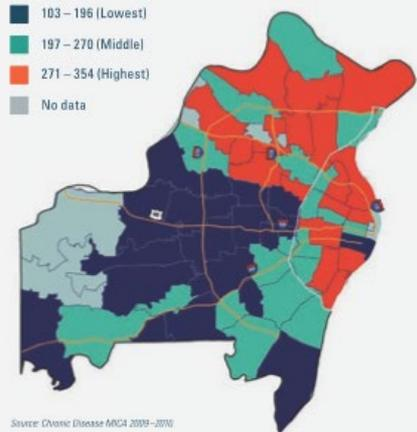 103 – 196 (Lowest)
197 – 270 (Middle)
271 – 354 (Highest)
No data
Source: Chronic Disease MICA 2009–2010